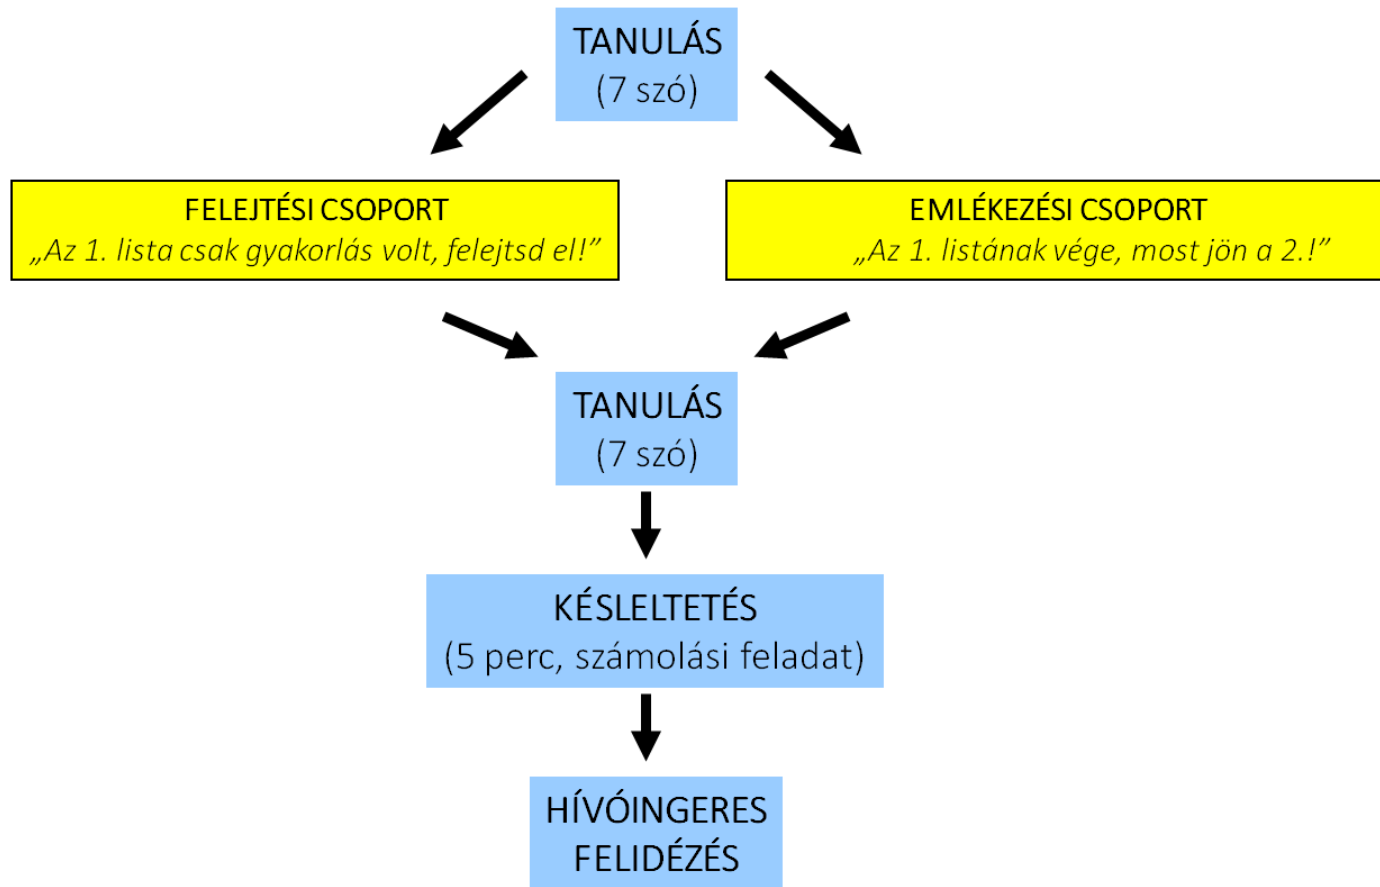 TANULÁS
(7 szó)
FELEJTÉSI CSOPORT
„Az 1. lista csak gyakorlás volt, felejtsd el!”
EMLÉKEZÉSI CSOPORT
„Az 1. listának vége, most jön a 2.!”
TANULÁS
(7 szó)
KÉSLELTETÉS
(5 perc, számolási feladat)
HÍVÓINGERES
FELIDÉZÉS